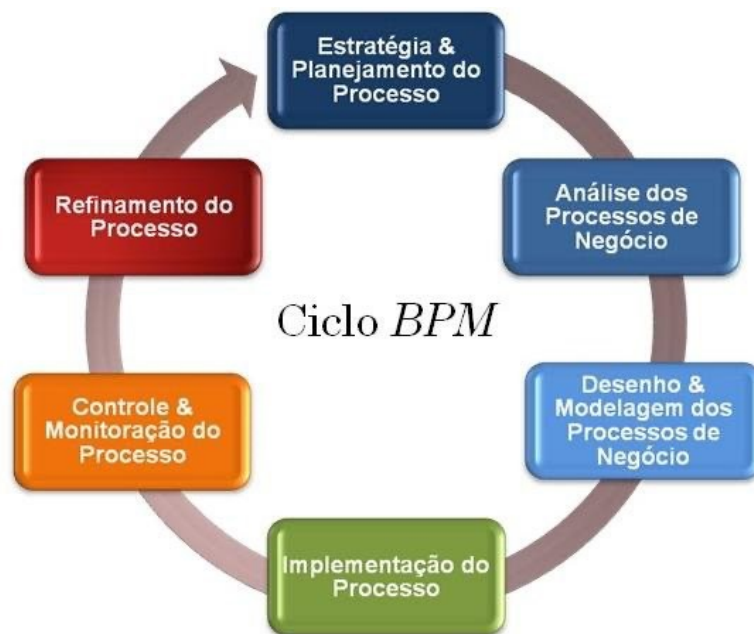 Estratégia &
Planejamento do
Processo
Análise dos
Processos de
Negócio
Desenho &
Modelagem dos
Processos de
Negócio
Implementação do
Processo
Controle &
Monitoração do
Processo
Refinamento do
Processo
Ciclo BPM